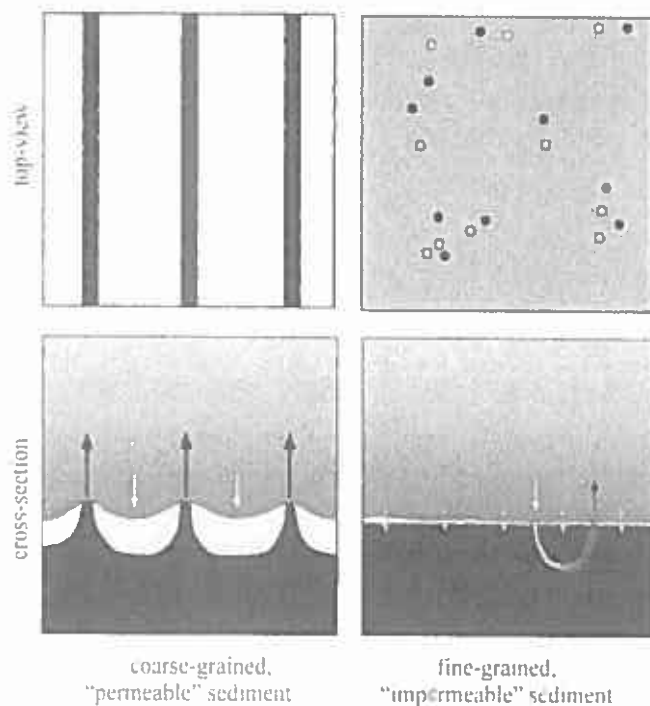 top-view
cross-section
coarse-grained,
"permeable" sediment
fine-grained,
"impermeable" sediment